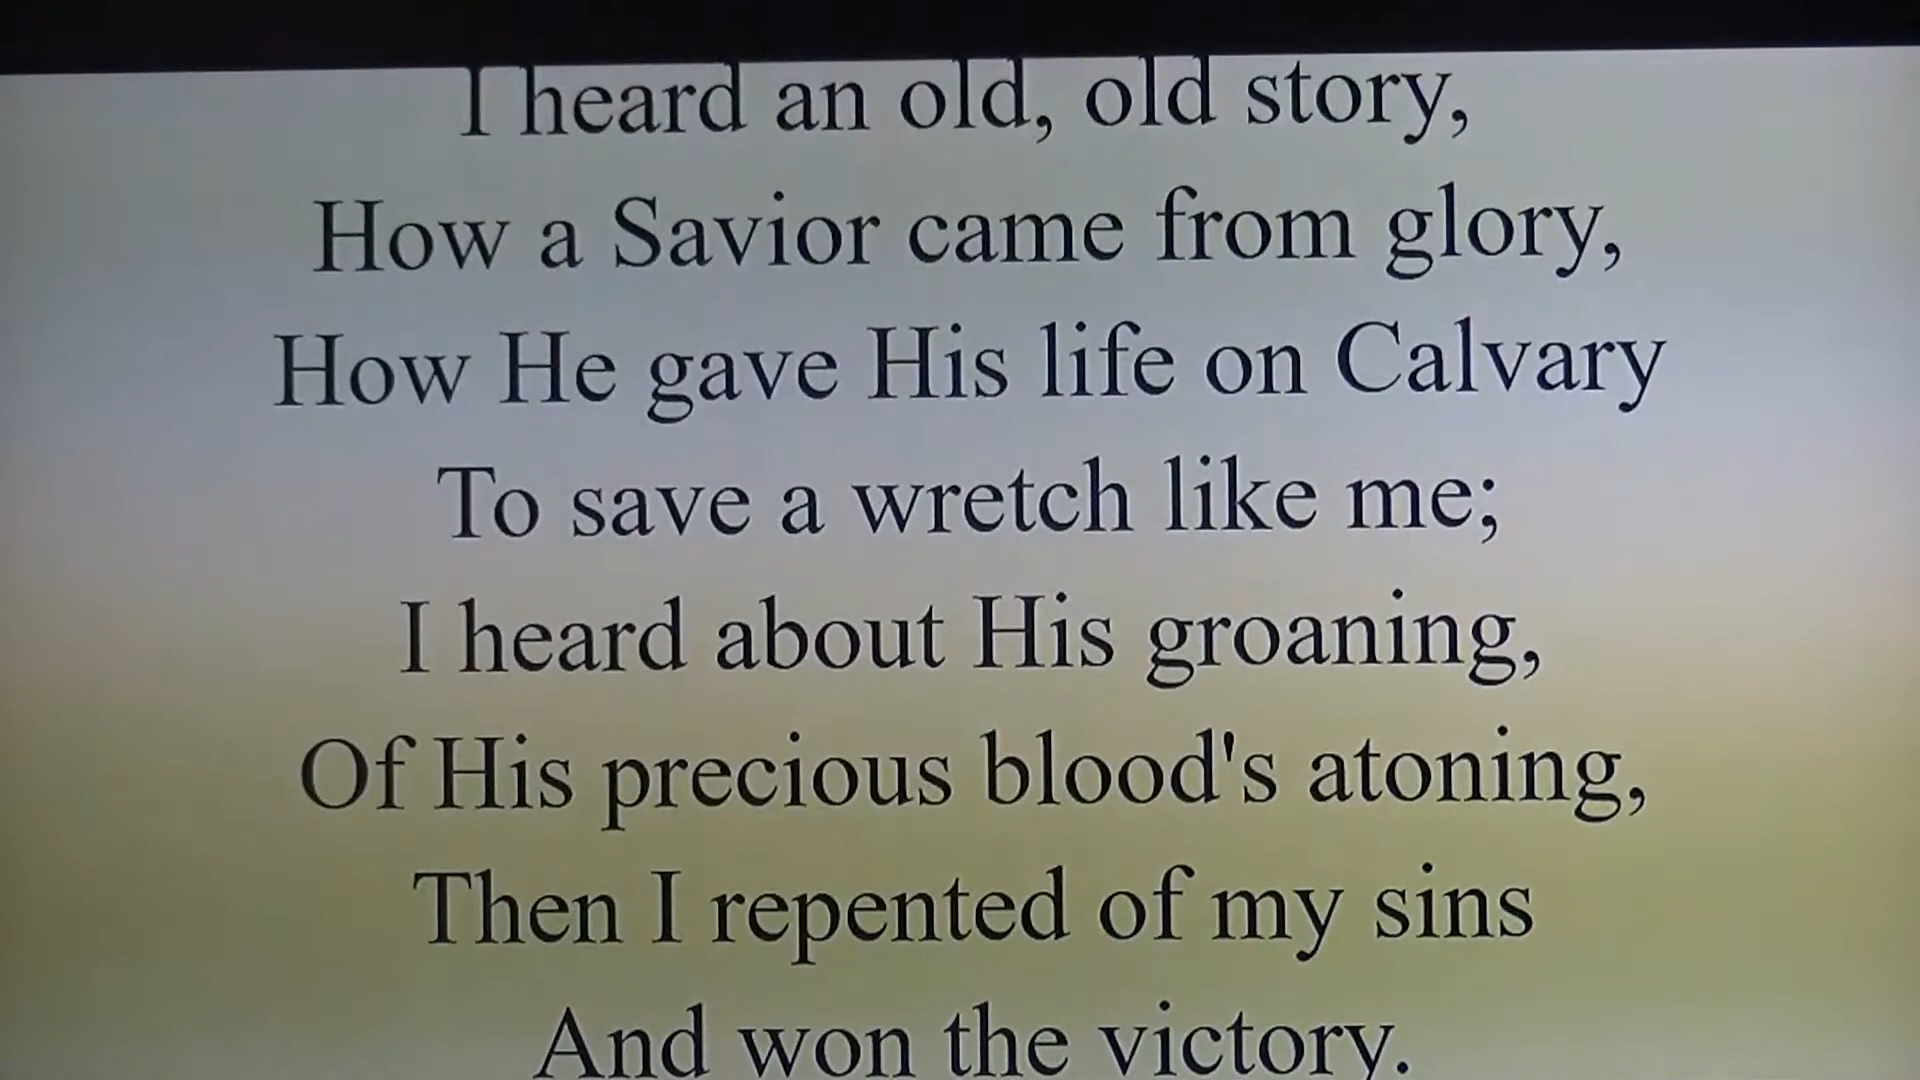 I heard an old, old story,
How a Savior came from glory,
How He gave His life on Calvary
To save a wretch like me;
I heard about His groaning,
Of His precious blood's atoning,
Then I repented of my sins
And won the victory.